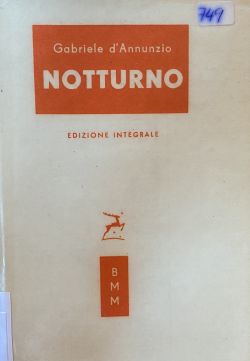 749
Gabriele d'Annunzio
NOTTURNO
EDIZIONE INTEGRALE
B
M
M